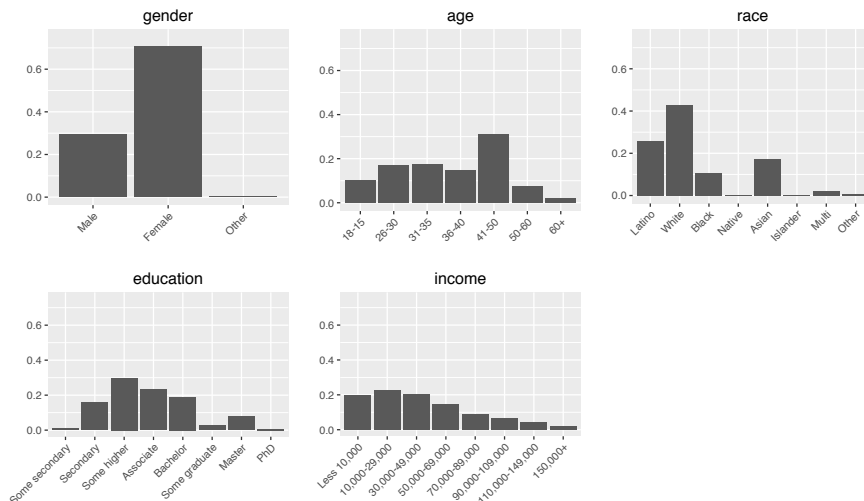 gender
0.6
0.4
0.2
0.0
Male
Female
Other
age
0.6
0.4
0.2
0.0
18-15
26-30
31-35
36-40
41-50
50-60
60+
race
0.6
0.4
0.2
0.0
Latino
White
Black
Native
Asian
Islander
Multi
Other
education
0.6
0.4
0.2
0.0
Some secondary
Secondary
Some higher
Associate
Bachelor
Some graduate
Master
PhD
income
0.6
0.4
0.2
0.0
Less 10,000
10,000-29,000
30,000-49,000
50,000-69,000
70,000-89,000
90,000-109,000
110,000-149,000
150,000+